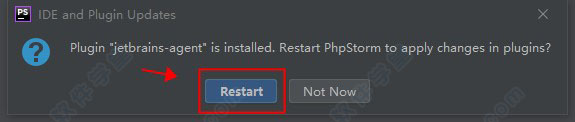 PS
IDE and Plugin Updates
Plugin "jetbrains-agent" is installed. Restart PhpStorm to apply changes in plugins?
Restart
Not Now